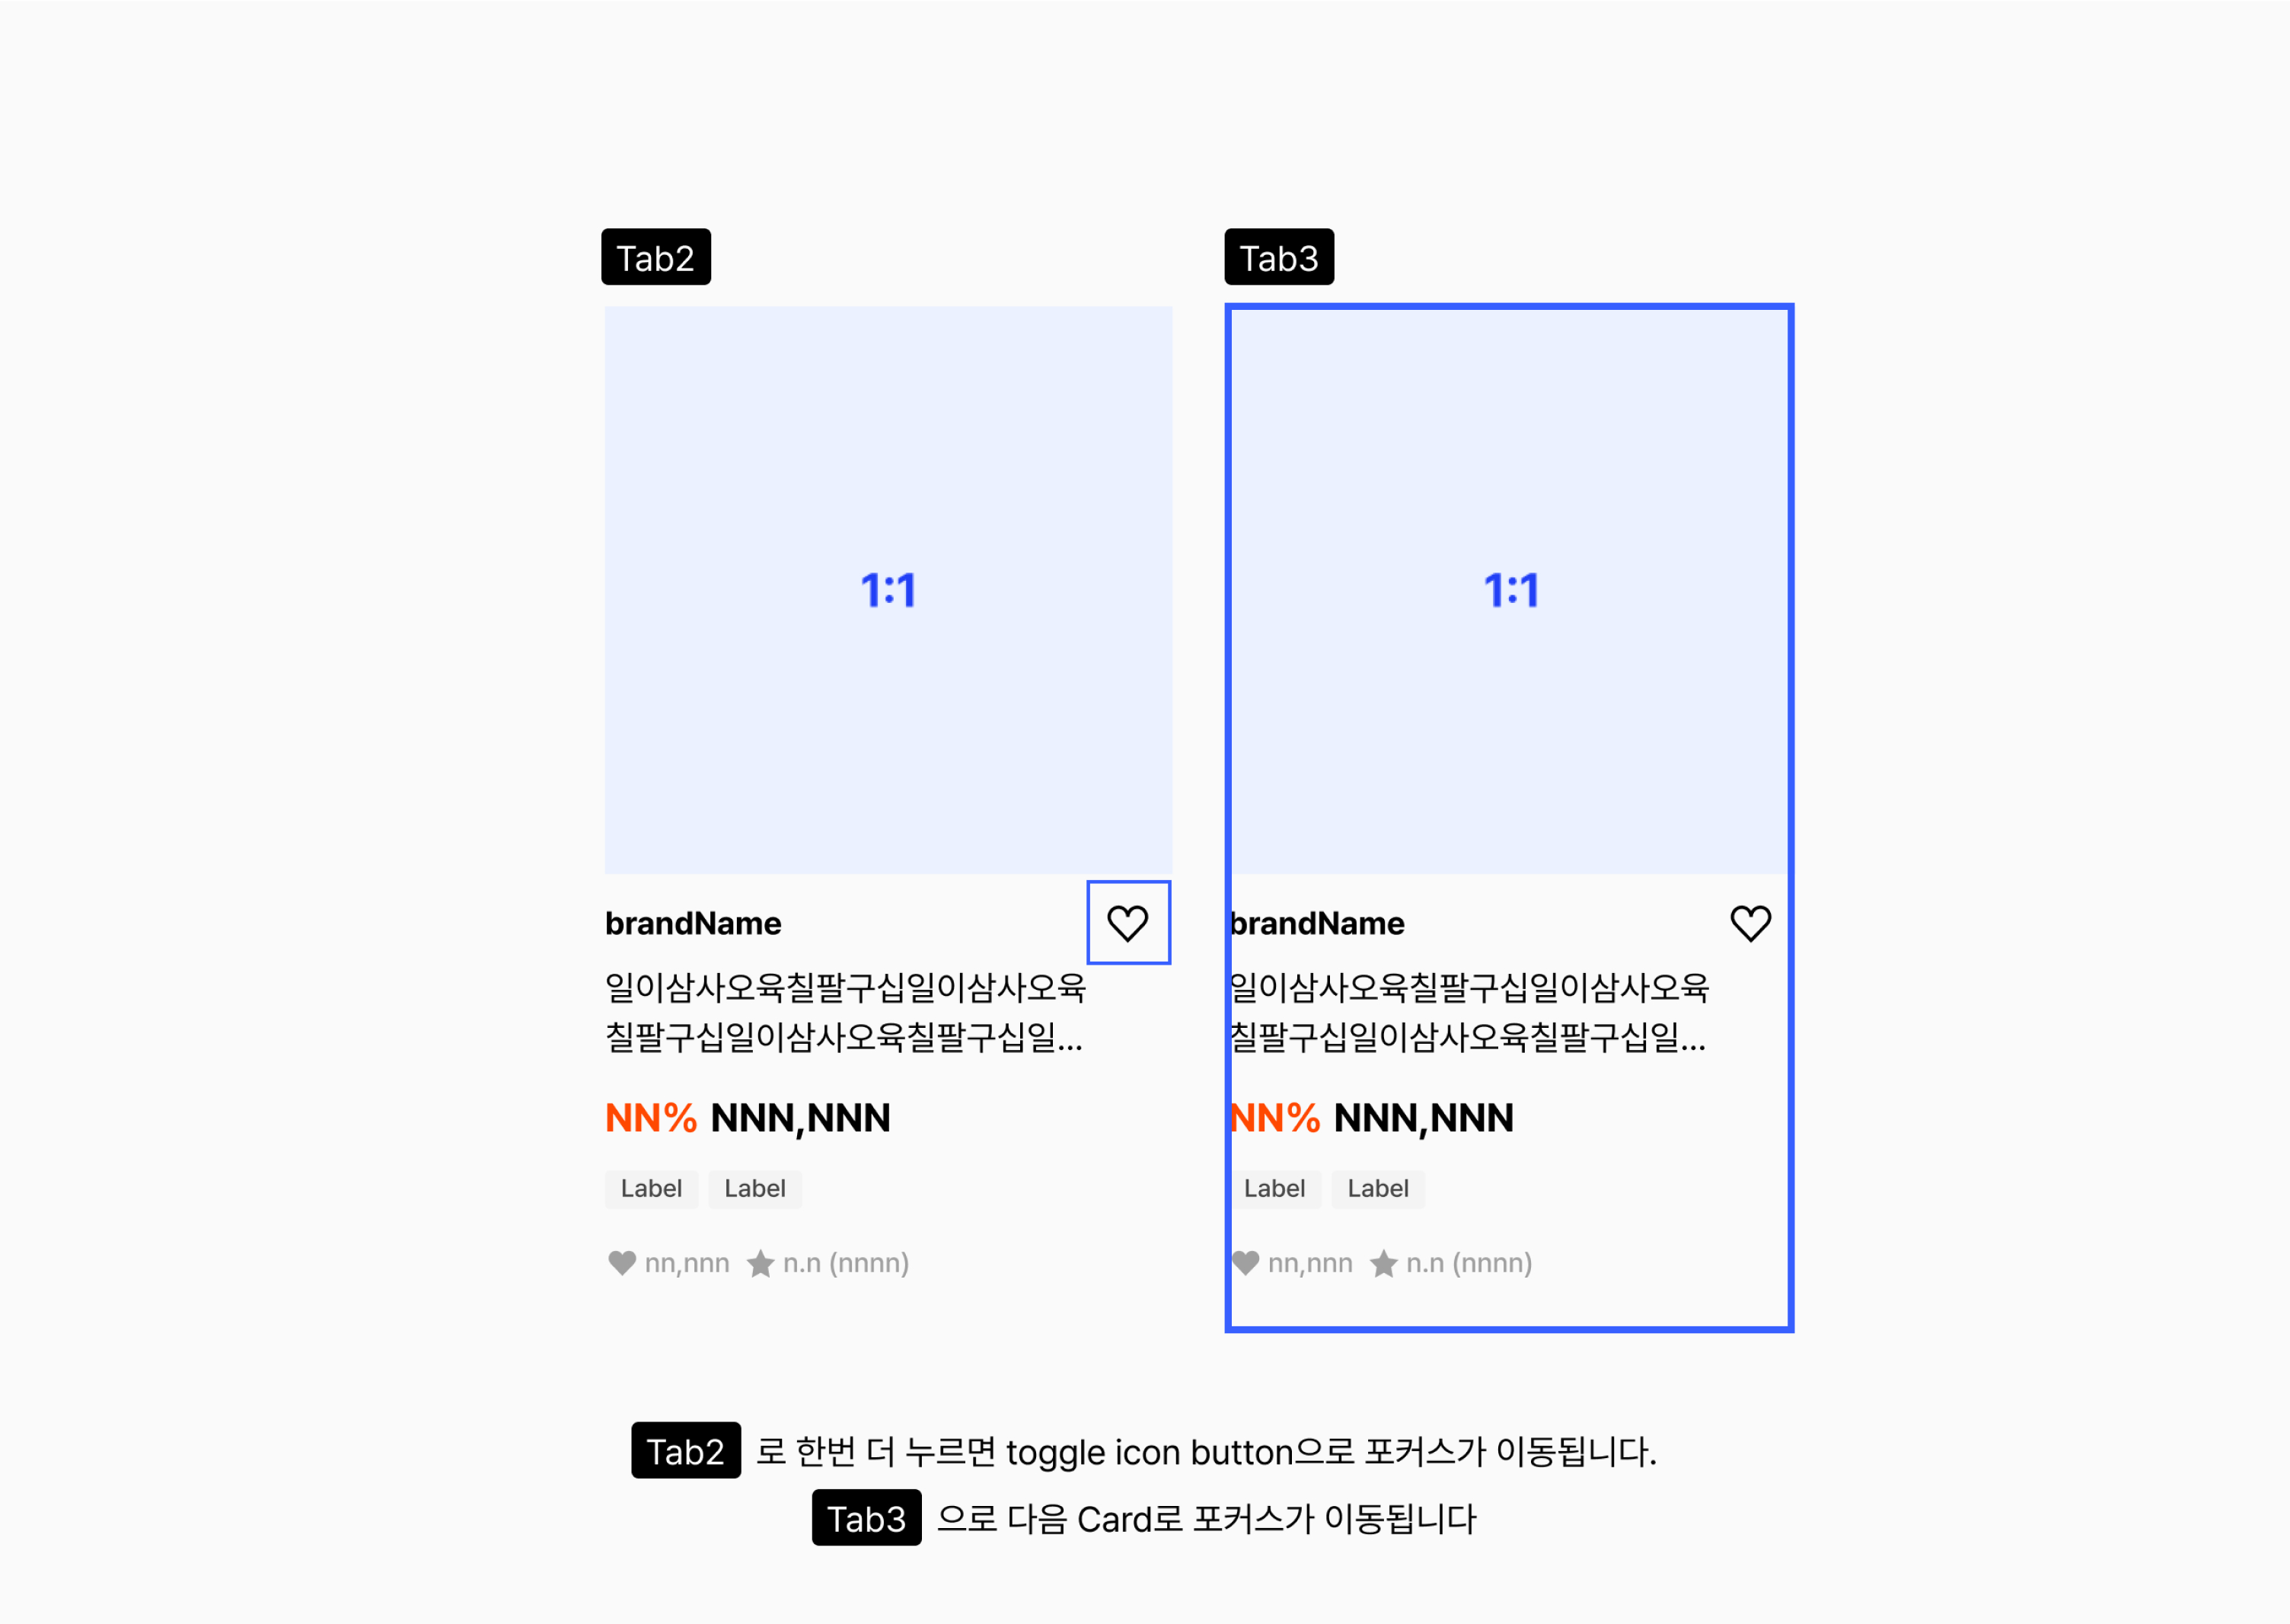 Tab2
Tab3
1:1
1:1
brandName
일이삼사오육칠팔구십일이삼사오육
칠팔구십일이삼사오육칠팔구십일...
NN% NNN,NNN
Label Label
nn,nnn n.n (nnnn)
brandName
일이삼사오육칠팔구십일이삼사오육
칠팔구십일이삼사오육칠팔구십일...
NN% NNN,NNN
Label Label
nn,nnn n.n (nnnn)
Tab2 로 한번 더 누르면 toggle icon button으로 포커스가 이동됩니다.
Tab3 으로 다음 Card로 포커스가 이동됩니다